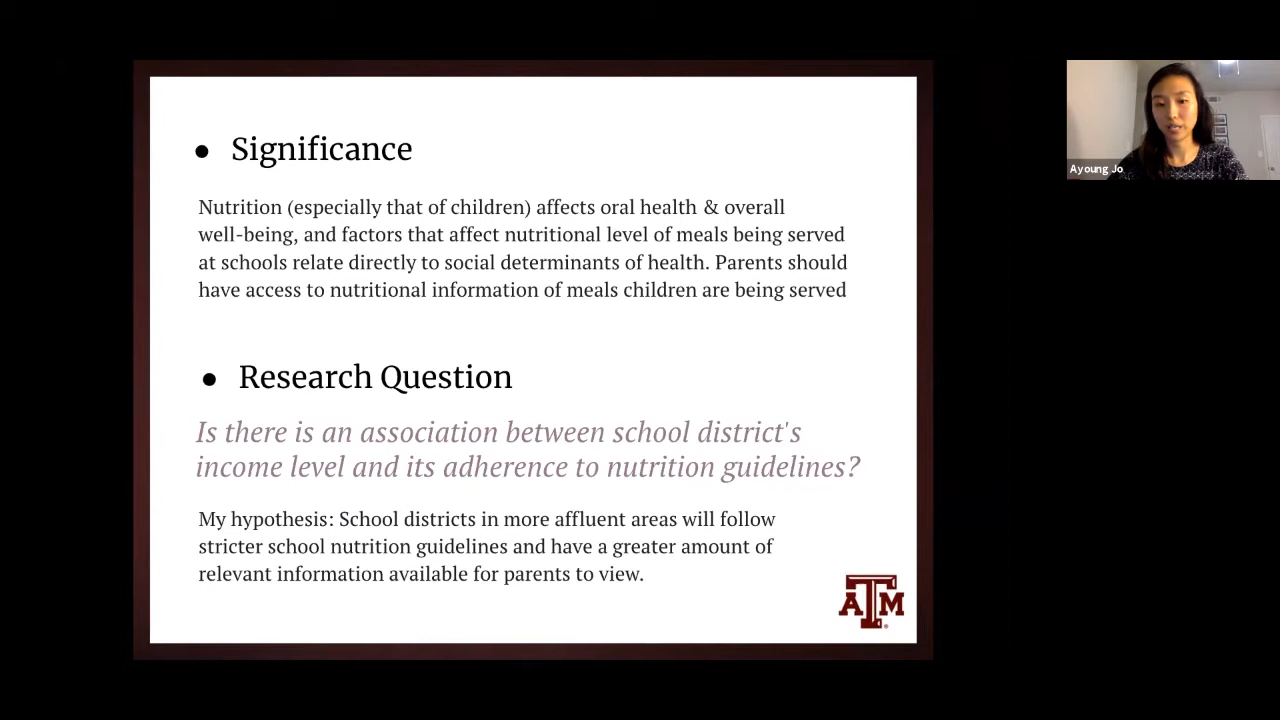 ● Significance
Nutrition (especially that of children) affects oral health & overall
well-being, and factors that affect nutritional level of meals being served
at schools relate directly to social determinants of health. Parents should
have access to nutritional information of meals children are being served
● Research Question
Is there is an association between school district's
income level and its adherence to nutrition guidelines?
My hypothesis: School districts in more affluent areas will follow
stricter school nutrition guidelines and have a greater amount of
relevant information available for parents to view.
ATM
Ayoung Jo